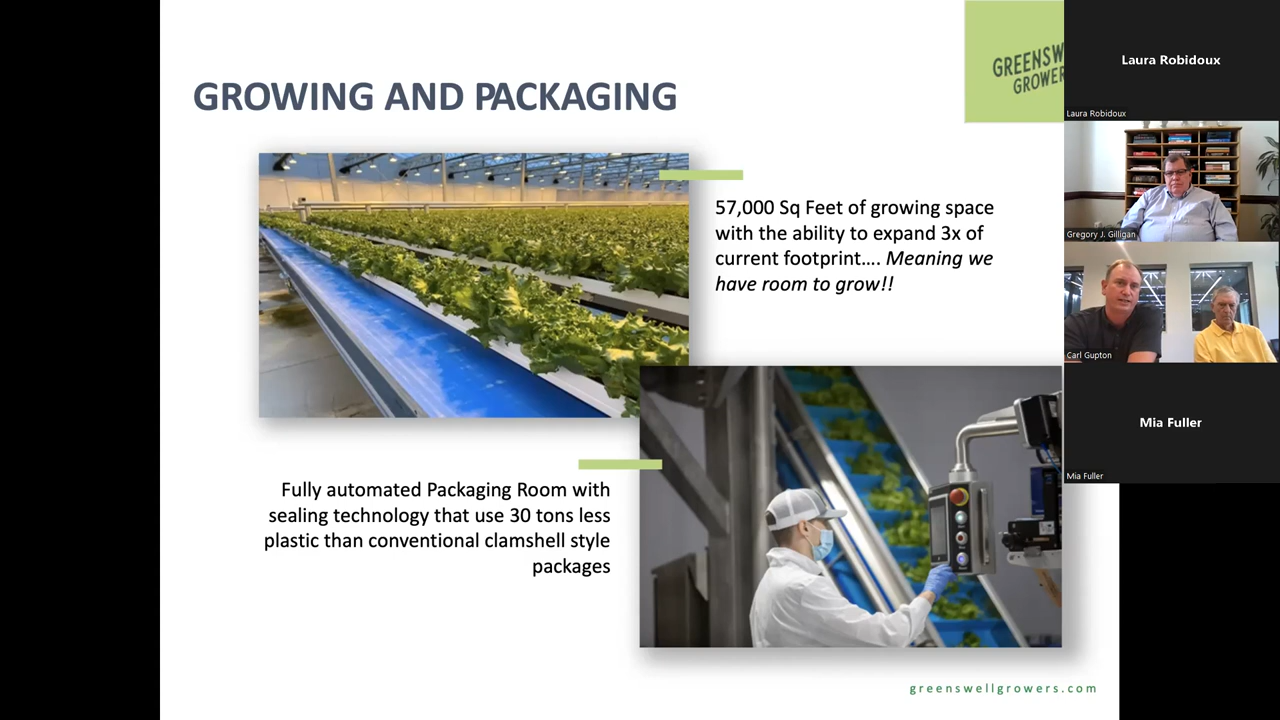 GROWING AND PACKAGING
GREENSW
GROWER
57,000 Sq Feet of growing space
with the ability to expand 3x of
current footprint.... Meaning we
have room to grow!!
Fully automated Packaging Room with
sealing technology that use 30 tons less
plastic than conventional clamshell style
packages
greenswellgrowers.com
Laura Robidoux
Laura Robidoux
Gregory J. Gilligan
Carl Gupton
Mia Fuller
Mia Fuller